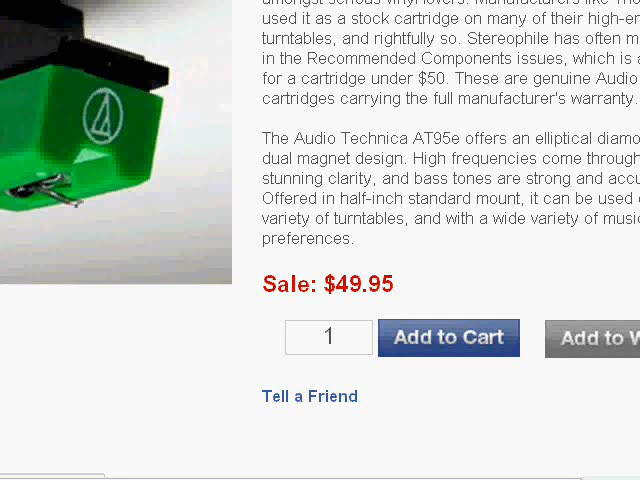 amongst serious vinyl lovers. Manufacturers like
used it as a stock cartridge on many of their
turntables, and rightfully so. Stereophile has often
in the Recommended Components issues, which is
for a cartridge under $50. These are genuine Audio
cartridges carrying the full manufacturer's warranty.
The Audio Technica AT95e offers an elliptical
dual magnet design. High frequencies come through
stunning clarity, and bass tones are strong and
Offered in half-inch standard mount, it can be used
variety of turntables, and with a wide variety of
preferences.
Sale: $49.95
1
Add to Cart
Add to
Tell a Friend